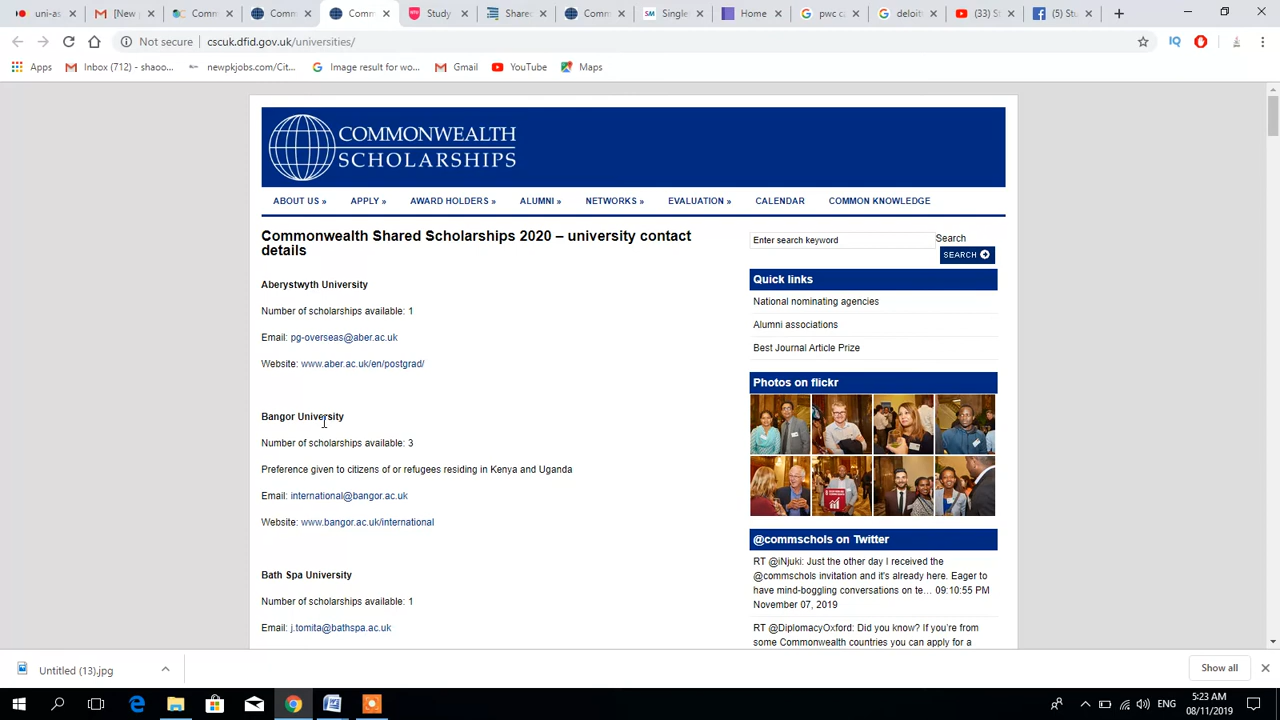 uni-as
[New
Comm
Comm
Comm
Study
Shared
Comm
Single
Home
pwc c
deloit
(33) S
(5) St
Not secure
cscuk.dfid.gov.uk/universities/
Apps
Inbox (712) - shaoo...
newpkjobs.com/Cit...
Image result for wo...
Gmail
YouTube
Maps
COMMONWEALTH
SCHOLARSHIPS
ABOUT US » APPLY » AWARD HOLDERS » ALUMNI » NETWORKS » EVALUATION » CALENDAR COMMON KNOWLEDGE
Commonwealth Shared Scholarships 2020 – university contact
details
Aberystwyth University
Number of scholarships available: 1
Email: pg-overseas@aber.ac.uk
Website: www.aber.ac.uk/en/postgrad/
Bangor University
Number of scholarships available: 3
Preference given to citizens of or refugees residing in Kenya and Uganda
Email: international@bangor.ac.uk
Website: www.bangor.ac.uk/international
Bath Spa University
Number of scholarships available: 1
Email: j.tomita@bathspa.ac.uk
Enter search keyword
Search
SEARCH
Quick links
National nominating agencies
Alumni associations
Best Journal Article Prize
Photos on flickr
@commschols on Twitter
RT @iNjuki: Just the other day I received the
@commschols invitation and it's already here. Eager to
have mind-boggling conversations on te… 09:10:55 PM
November 07, 2019
RT @DiplomacyOxford: Did you know? If you're from
some Commonwealth countries you can apply for a
Untitled (13).jpg
Show all
ENG
5:23 AM
08/11/2019